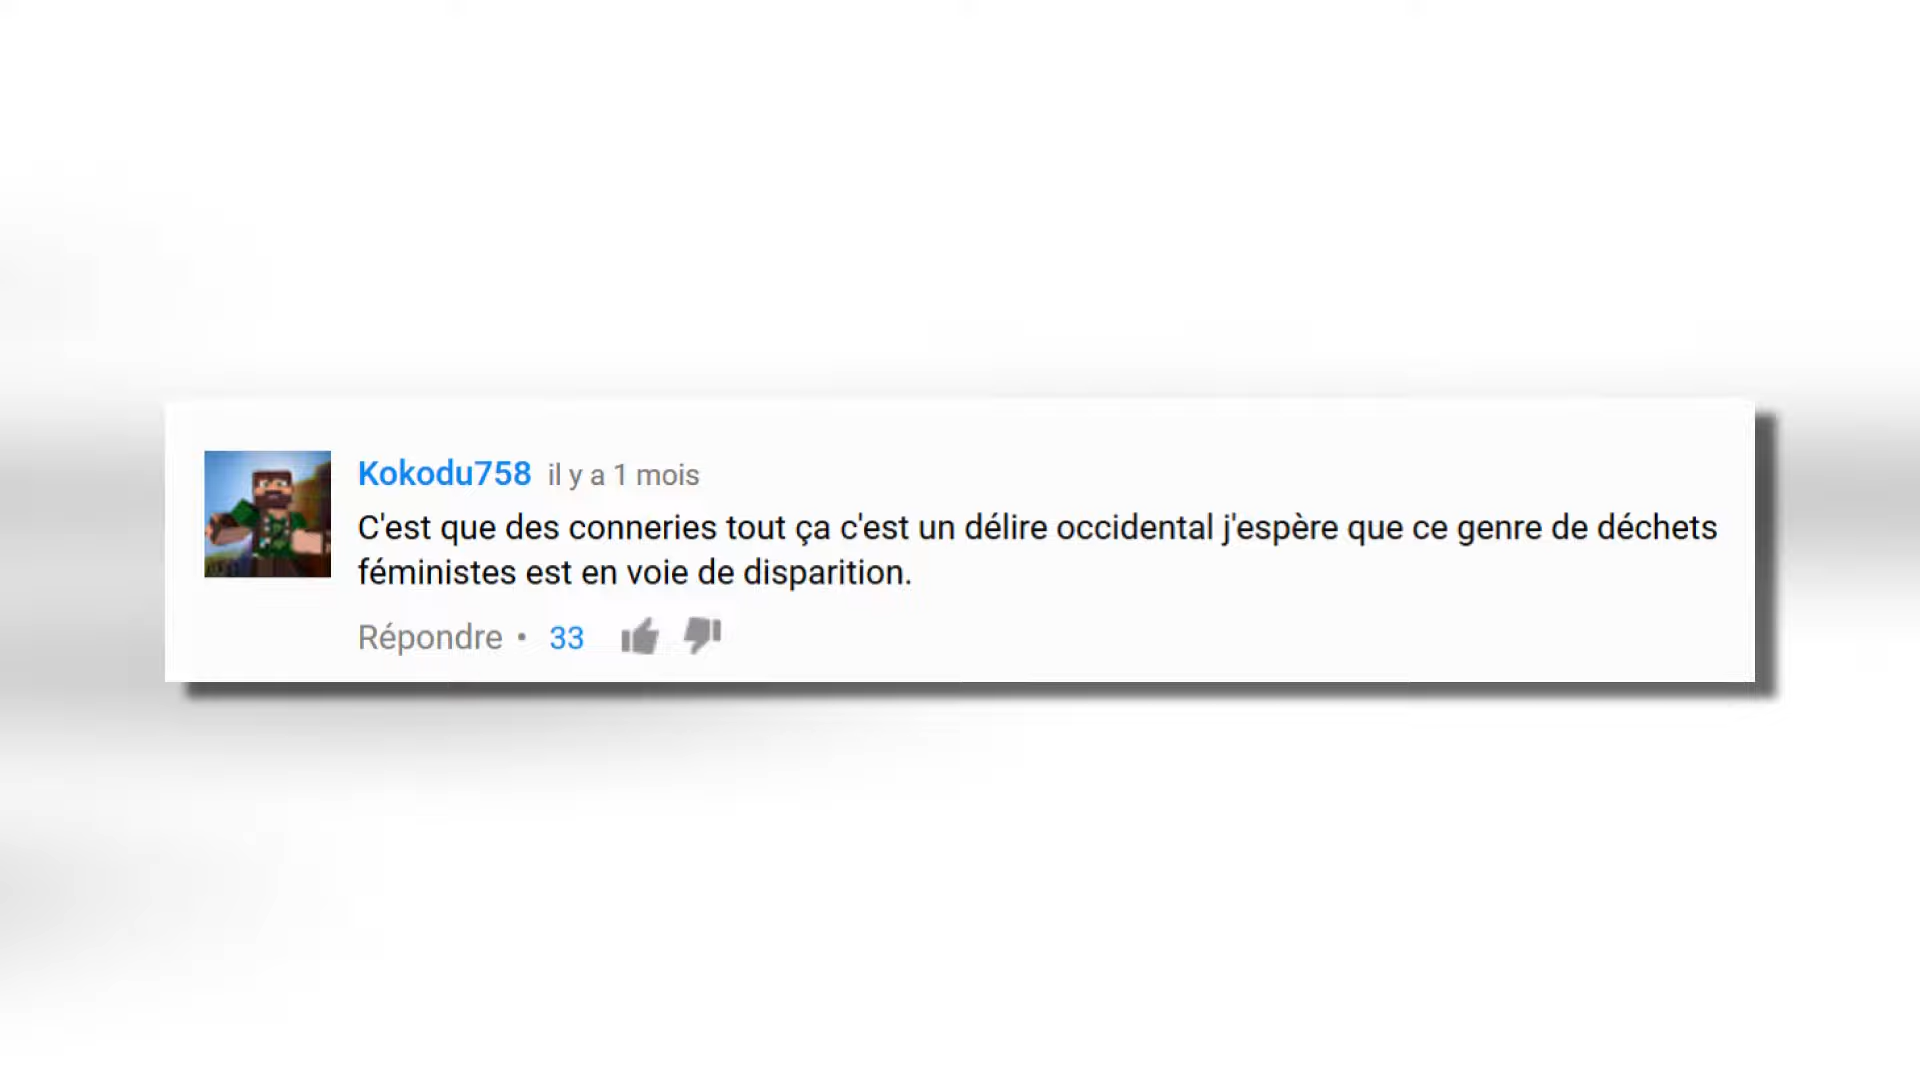 Kokodu758 il y a 1 mois
C'est que des conneries tout ça c'est un délire occidental j'espère que ce genre de déchets
féministes est en voie de disparition.
Répondre • 33